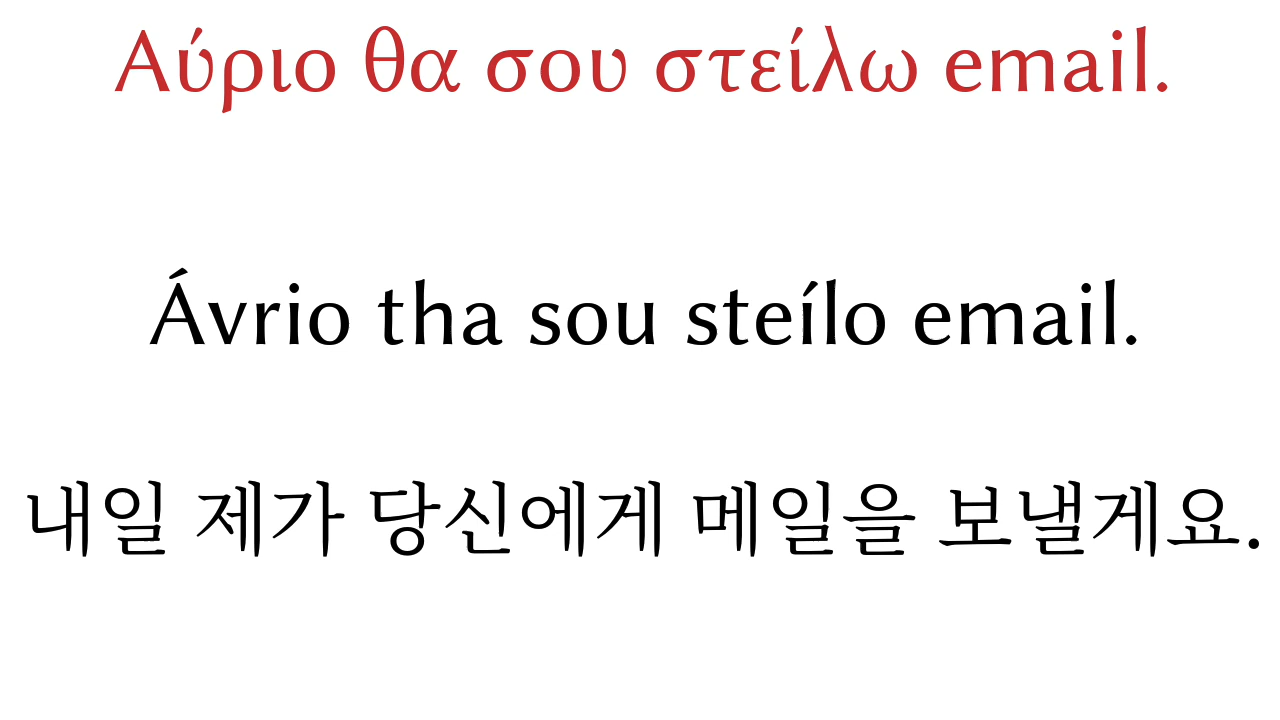 Αύριο θα σου στείλω email.
Ávrio tha sou steílo email.
내일 제가 당신에게 메일을 보낼게요.